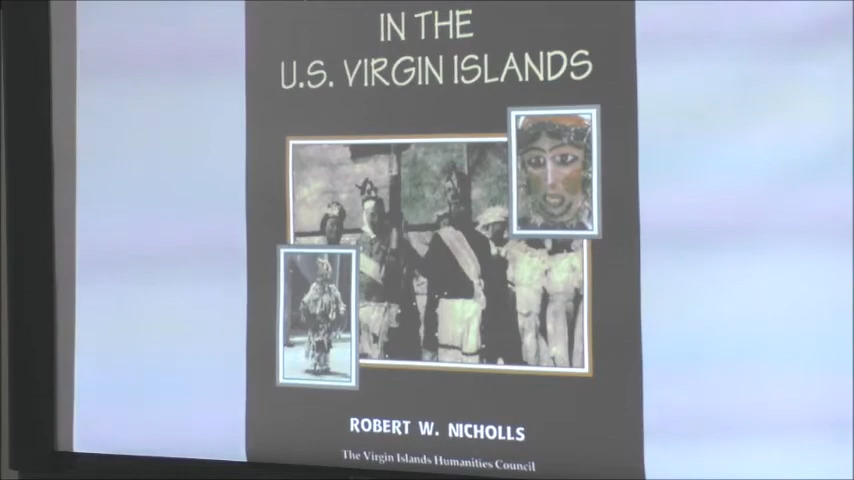 IN THE
U.S. VIRGIN ISLANDS
ROBERT W. NICHOLLS
The Virgin Islands Humanities Council